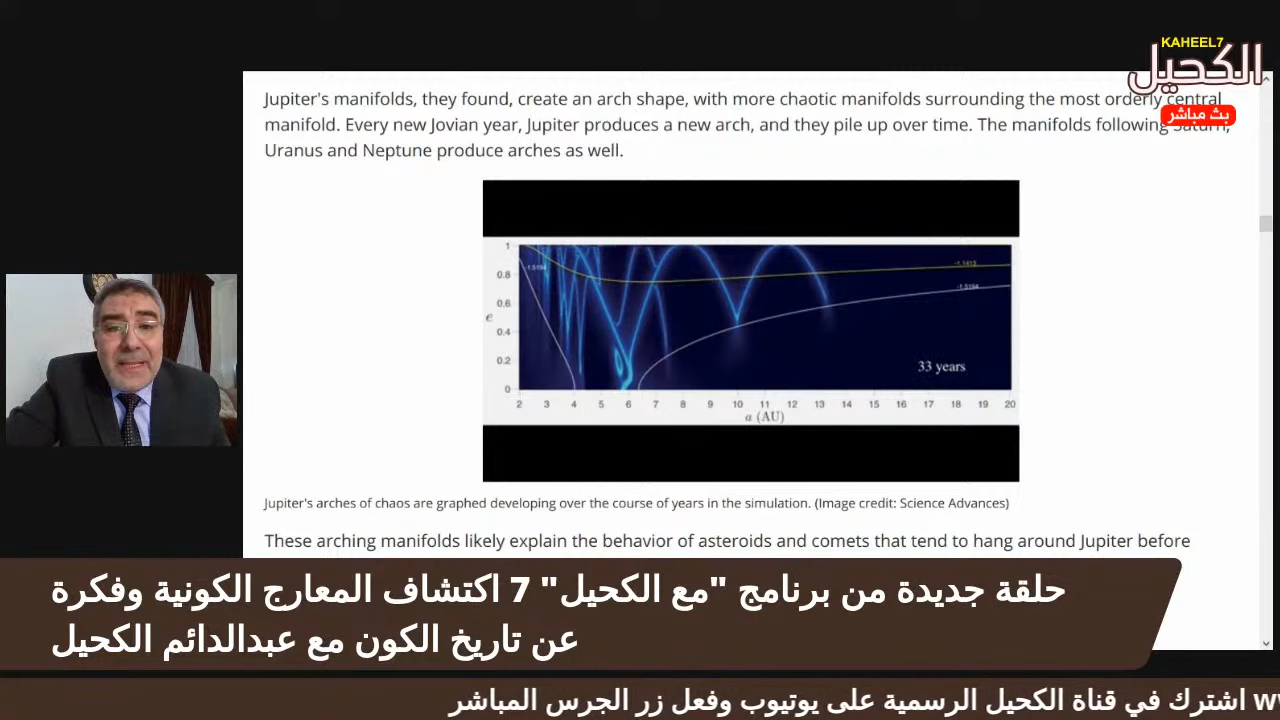 KAHEEL7
الكحيل
بث مباشر
Jupiter's manifolds, they found, create an arch shape, with more chaotic manifolds surrounding the most orderly central
manifold. Every new Jovian year, Jupiter produces a new arch, and they pile up over time. The manifolds following Saturn,
Uranus and Neptune produce arches as well.
1
0.8
0.6
0.4
0.2
0
e
-1.5194
-1.1413
-1.5194
33 years
2 3 4 5 6 7 8 9 10 11 12 13 14 15 16 17 18 19 20
a (AU)
Jupiter's arches of chaos are graphed developing over the course of years in the simulation. (Image credit: Science Advances)
These arching manifolds likely explain the behavior of asteroids and comets that tend to hang around Jupiter before
حلقة جديدة من برنامج "مع الكحيل" 7 اكتشاف المعارج الكونية وفكرة
عن تاريخ الكون مع عبدالدائم الكحيل
اشترك في قناة الكحيل الرسمية على يوتيوب وفعل زر الجرس المباشر